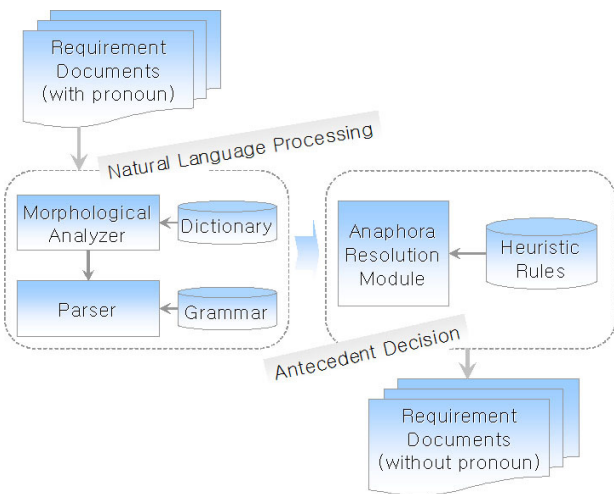 Requirement
Documents
(with pronoun)
Natural Language Processing
Morphological
Analyzer
Dictionary
Parser
Grammar
Anaphora
Resolution
Module
Heuristic
Rules
Antecedent Decision
Requirement
Documents
(without pronoun)